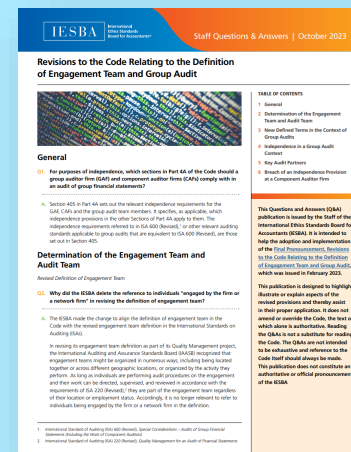 IESBA
International
Ethics Standards
Board for Accountants®
Staff Questions & Answers | October 2023
Revisions to the Code Relating to the Definition
of Engagement Team and Group Audit
General
Q1. For purposes of independence, which sections in Part 4A of the Code should a
group auditor firm (GAF) and component auditor firms (CAFs) comply with in
an audit of group financial statements?
A. Section 405 in Part 4A sets out the relevant independence requirements for the
GAF, CAFs and the group audit team members. It specifies, as applicable, which
independence provisions in the other Sections of Part 4A apply to them. The
independence requirements referred to in ISA 600 (Revised),¹ or other relevant auditing
standards applicable to group audits that are equivalent to ISA 600 (Revised), are those
set out in Section 405.
Determination of the Engagement Team and
Audit Team
Revised Definition of Engagement Team
Q2. Why did the IESBA delete the reference to individuals "engaged by the firm or
a network firm" in revising the definition of engagement team?
A. The IESBA made the change to align the definition of engagement team in the
Code with the revised engagement team definition in the International Standards on
Auditing (ISAs).
In revising its engagement team definition as part of its Quality Management project,
the International Auditing and Assurance Standards Board (IAASB) recognized that
engagement teams might be organized in numerous ways, including being located
together or across different geographic locations, or organized by the activity they
perform. As long as individuals are performing audit procedures on the engagement
and their work can be directed, supervised, and reviewed in accordance with the
requirements of ISA 220 (Revised),² they are part of the engagement team regardless
of their location or employment status. Accordingly, it is no longer relevant to refer to
individuals being engaged by the firm or a network firm in the definition.
1 International Standard of Auditing (ISA) 600 (Revised), Special Considerations – Audits of Group Financial
Statements (Including the Work of Component Auditors)
2. International Standard of Auditing (ISA) 220 (Revised), Quality Management for an Audit of Financial Statements
TABLE OF CONTENTS
1 General
2 Determination of the Engagement
Team and Audit Team
3 New Defined Terms in the Context of
Group Audits
4 Independence in a Group Audit
Context
5 Key Audit Partners
6 Breach of an Independence Provision
at a Component Auditor Firm
This Questions and Answers (Q&A)
publication is issued by the Staff of the
International Ethics Standards Board for
Accountants (IESBA). It is intended to
help the adoption and implementation
of the Final Pronouncement, Revisions
to the Code Relating to the Definition
of Engagement Team and Group Audit,
which was issued in February 2023.
This publication is designed to highlight,
illustrate or explain aspects of the
revised provisions and thereby assist
in their proper application. It does not
amend or override the Code, the text of
which alone is authoritative. Reading
the Q&As is not a substitute for reading
the Code. The Q&As are not intended
to be exhaustive and reference to the
Code itself should always be made.
This publication does not constitute an
authoritative or official pronouncement
of the IESBA